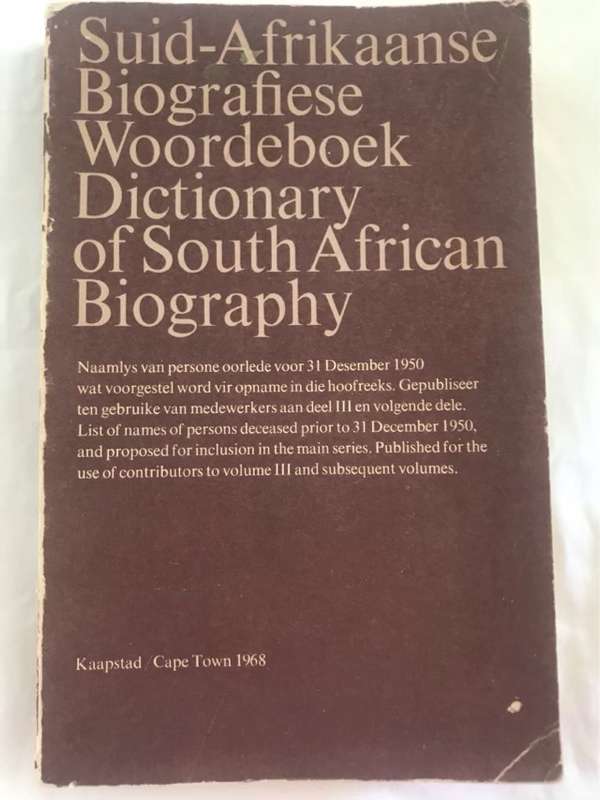 Suid-Afrikaanse
Biografiese
Woordeboek
Dictionary
of South African
Biography
Naamlys van persone oorlede voor 31 Desember 1950
wat voorgestel word vir opname in die hoofreeks. Gepubliseer
ten gebruike van medewerkers aan deel III en volgende dele.
List of names of persons deceased prior to 31 December 1950,
and proposed for inclusion in the main series. Published for the
use of contributors to volume III and subsequent volumes.
Kaapstad / Cape Town 1968